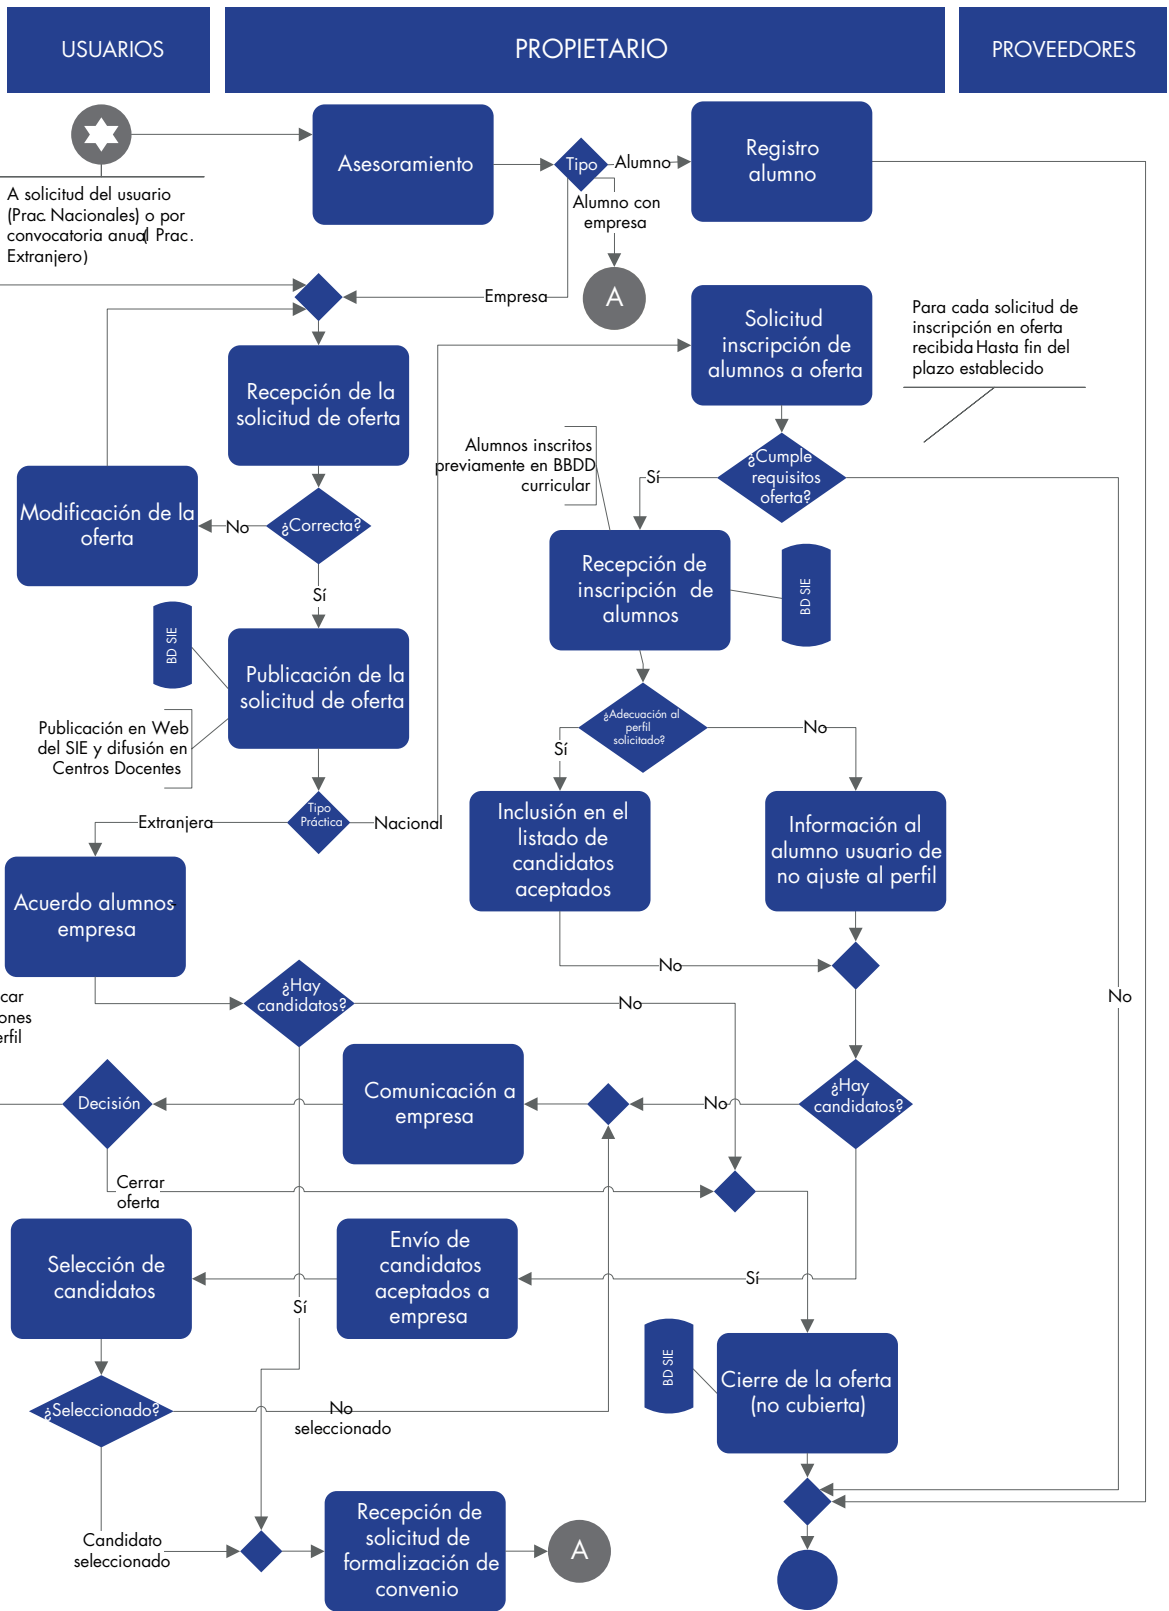 USUARIOS
PROPIETARIO
PROVEEDORES
A solicitud del usuario
(Prac. Nacionales) o por
convocatoria anual( Prac.
Extranjero)
Asesoramiento
Tipo
Alumno
Registro
alumno
Alumno con
empresa
A
Empresa
Solicitud
inscripción de
alumnos a oferta
Para cada solicitud de
inscripción en oferta
recibida Hasta fin del
plazo establecido
Recepción de la
solicitud de oferta
Alumnos inscritos
previamente en BBDD
curricular
¿Cumple
requisitos
oferta?
Sí
Modificación de la
oferta
No
¿Correcta?
Sí
Recepción de
inscripción de
alumnos
BD SIE
BD SIE
Publicación de la
solicitud de oferta
Publicación en Web
del SIE y difusión en
Centros Docentes
¿Adecuación al
perfil
solicitado?
Sí
No
Tipo
Práctica
Extranjera
Nacional
Inclusión en el
listado de
candidatos
aceptados
Información al
alumno usuario de
no ajuste al perfil
Acuerdo alumnos
empresa
No
car
iones
erfil
¿Hay
candidatos?
No
No
Decisión
Comunicación a
empresa
No
¿Hay
candidatos?
Cerrar
oferta
Selección de
candidatos
Envío de
candidatos
aceptados a
empresa
Sí
Sí
BD SIE
Cierre de la oferta
(no cubierta)
¿Seleccionado?
No
seleccionado
Candidato
seleccionado
Recepción de
solicitud de
formalización de
convenio
A